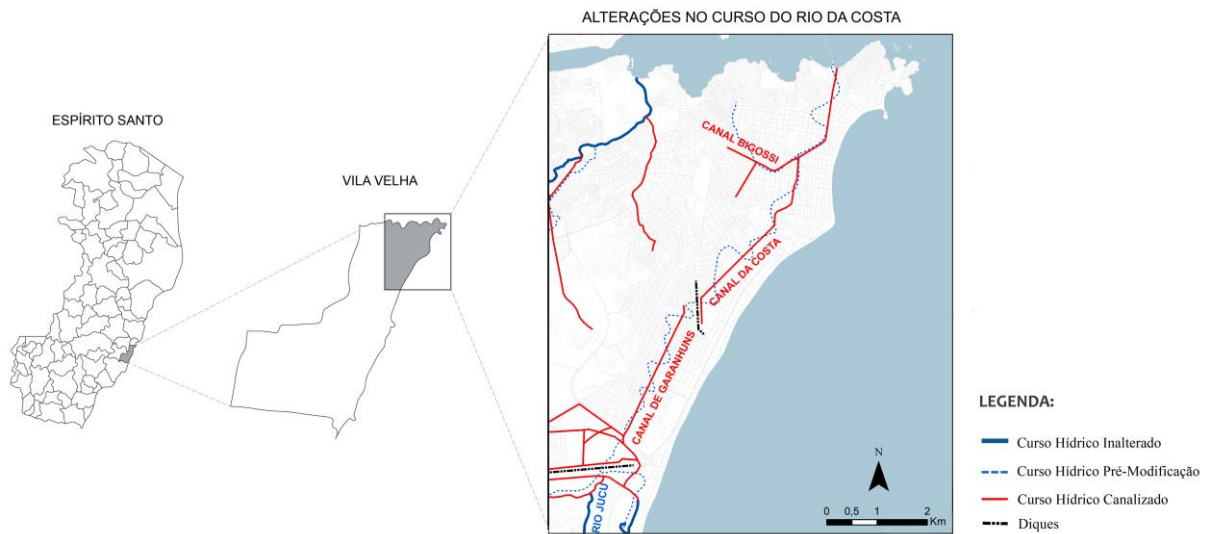 ALTERAÇÕES NO CURSO DO RIO DA COSTA
ESPÍRITO SANTO
VILA VELHA
CANAL BIGOSSI
CANAL DA COSTA
CANAL DE GARANHUNS
RIO JUCÚ
N
0 0,5 1 2
Km
LEGENDA:
Curso Hídrico Inalterado
Curso Hídrico Pré-Modificação
Curso Hídrico Canalizado
Diques